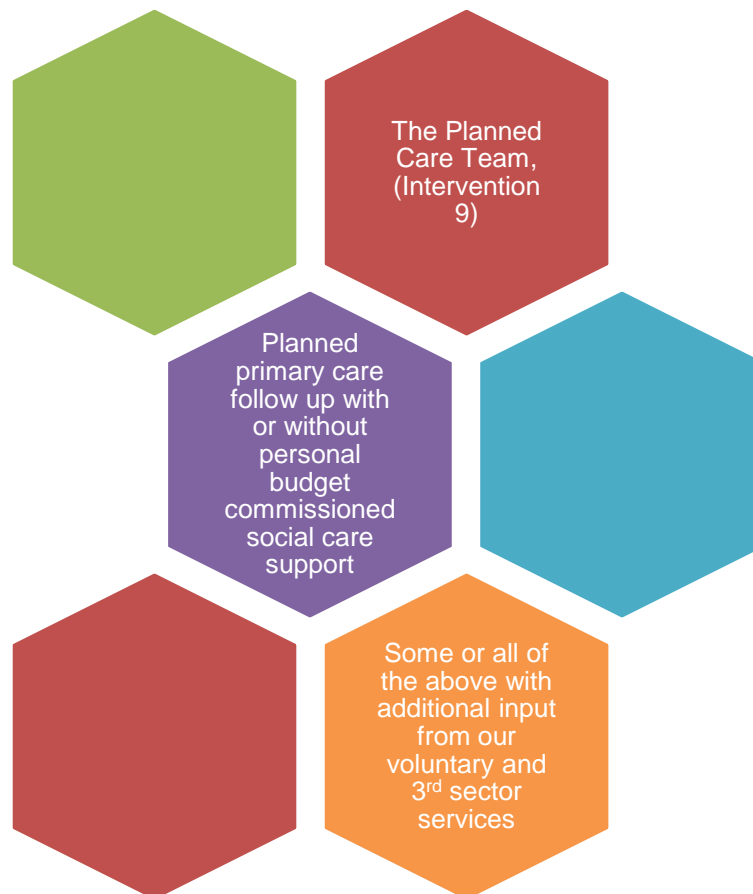 The Planned
Care Team,
(Intervention
9)
Planned
primary care
follow up with
or without
personal
budget
commissioned
social care
support
Some or all of
the above with
additional input
from our
voluntary and
3rd sector
services